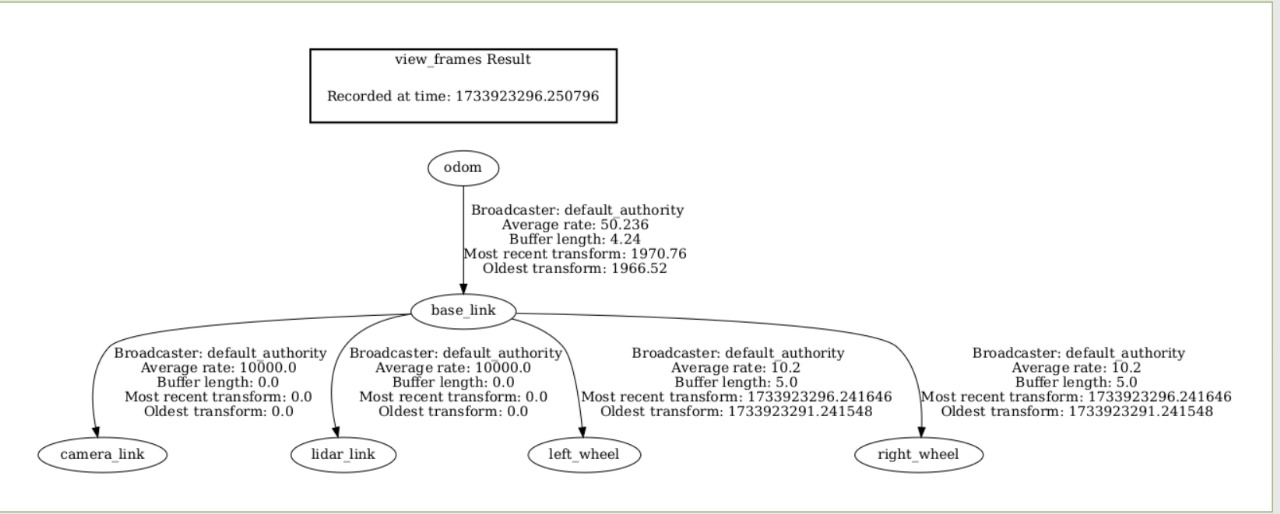 view_frames Result
Recorded at time: 1733923296.250796
odom
Broadcaster: default_authority
Average rate: 50.236
Buffer length: 4.24
Most recent transform: 1970.76
Oldest transform: 1966.52
base_link
Broadcaster: default_authority
Average rate: 10000.0
Buffer length: 0.0
Most recent transform: 0.0
Oldest transform: 0.0
Broadcaster: default_authority
Average rate: 10000.0
Buffer length: 0.0
Most recent transform: 0.0
Oldest transform: 0.0
Broadcaster: default_authority
Average rate: 10.2
Buffer length: 5.0
Most recent transform: 1733923296.241646
Oldest transform: 1733923291.241548
Broadcaster: default_authority
Average rate: 10.2
Buffer length: 5.0
Most recent transform: 1733923296.241646
Oldest transform: 1733923291.241548
camera_link
lidar_link
left_wheel
right_wheel